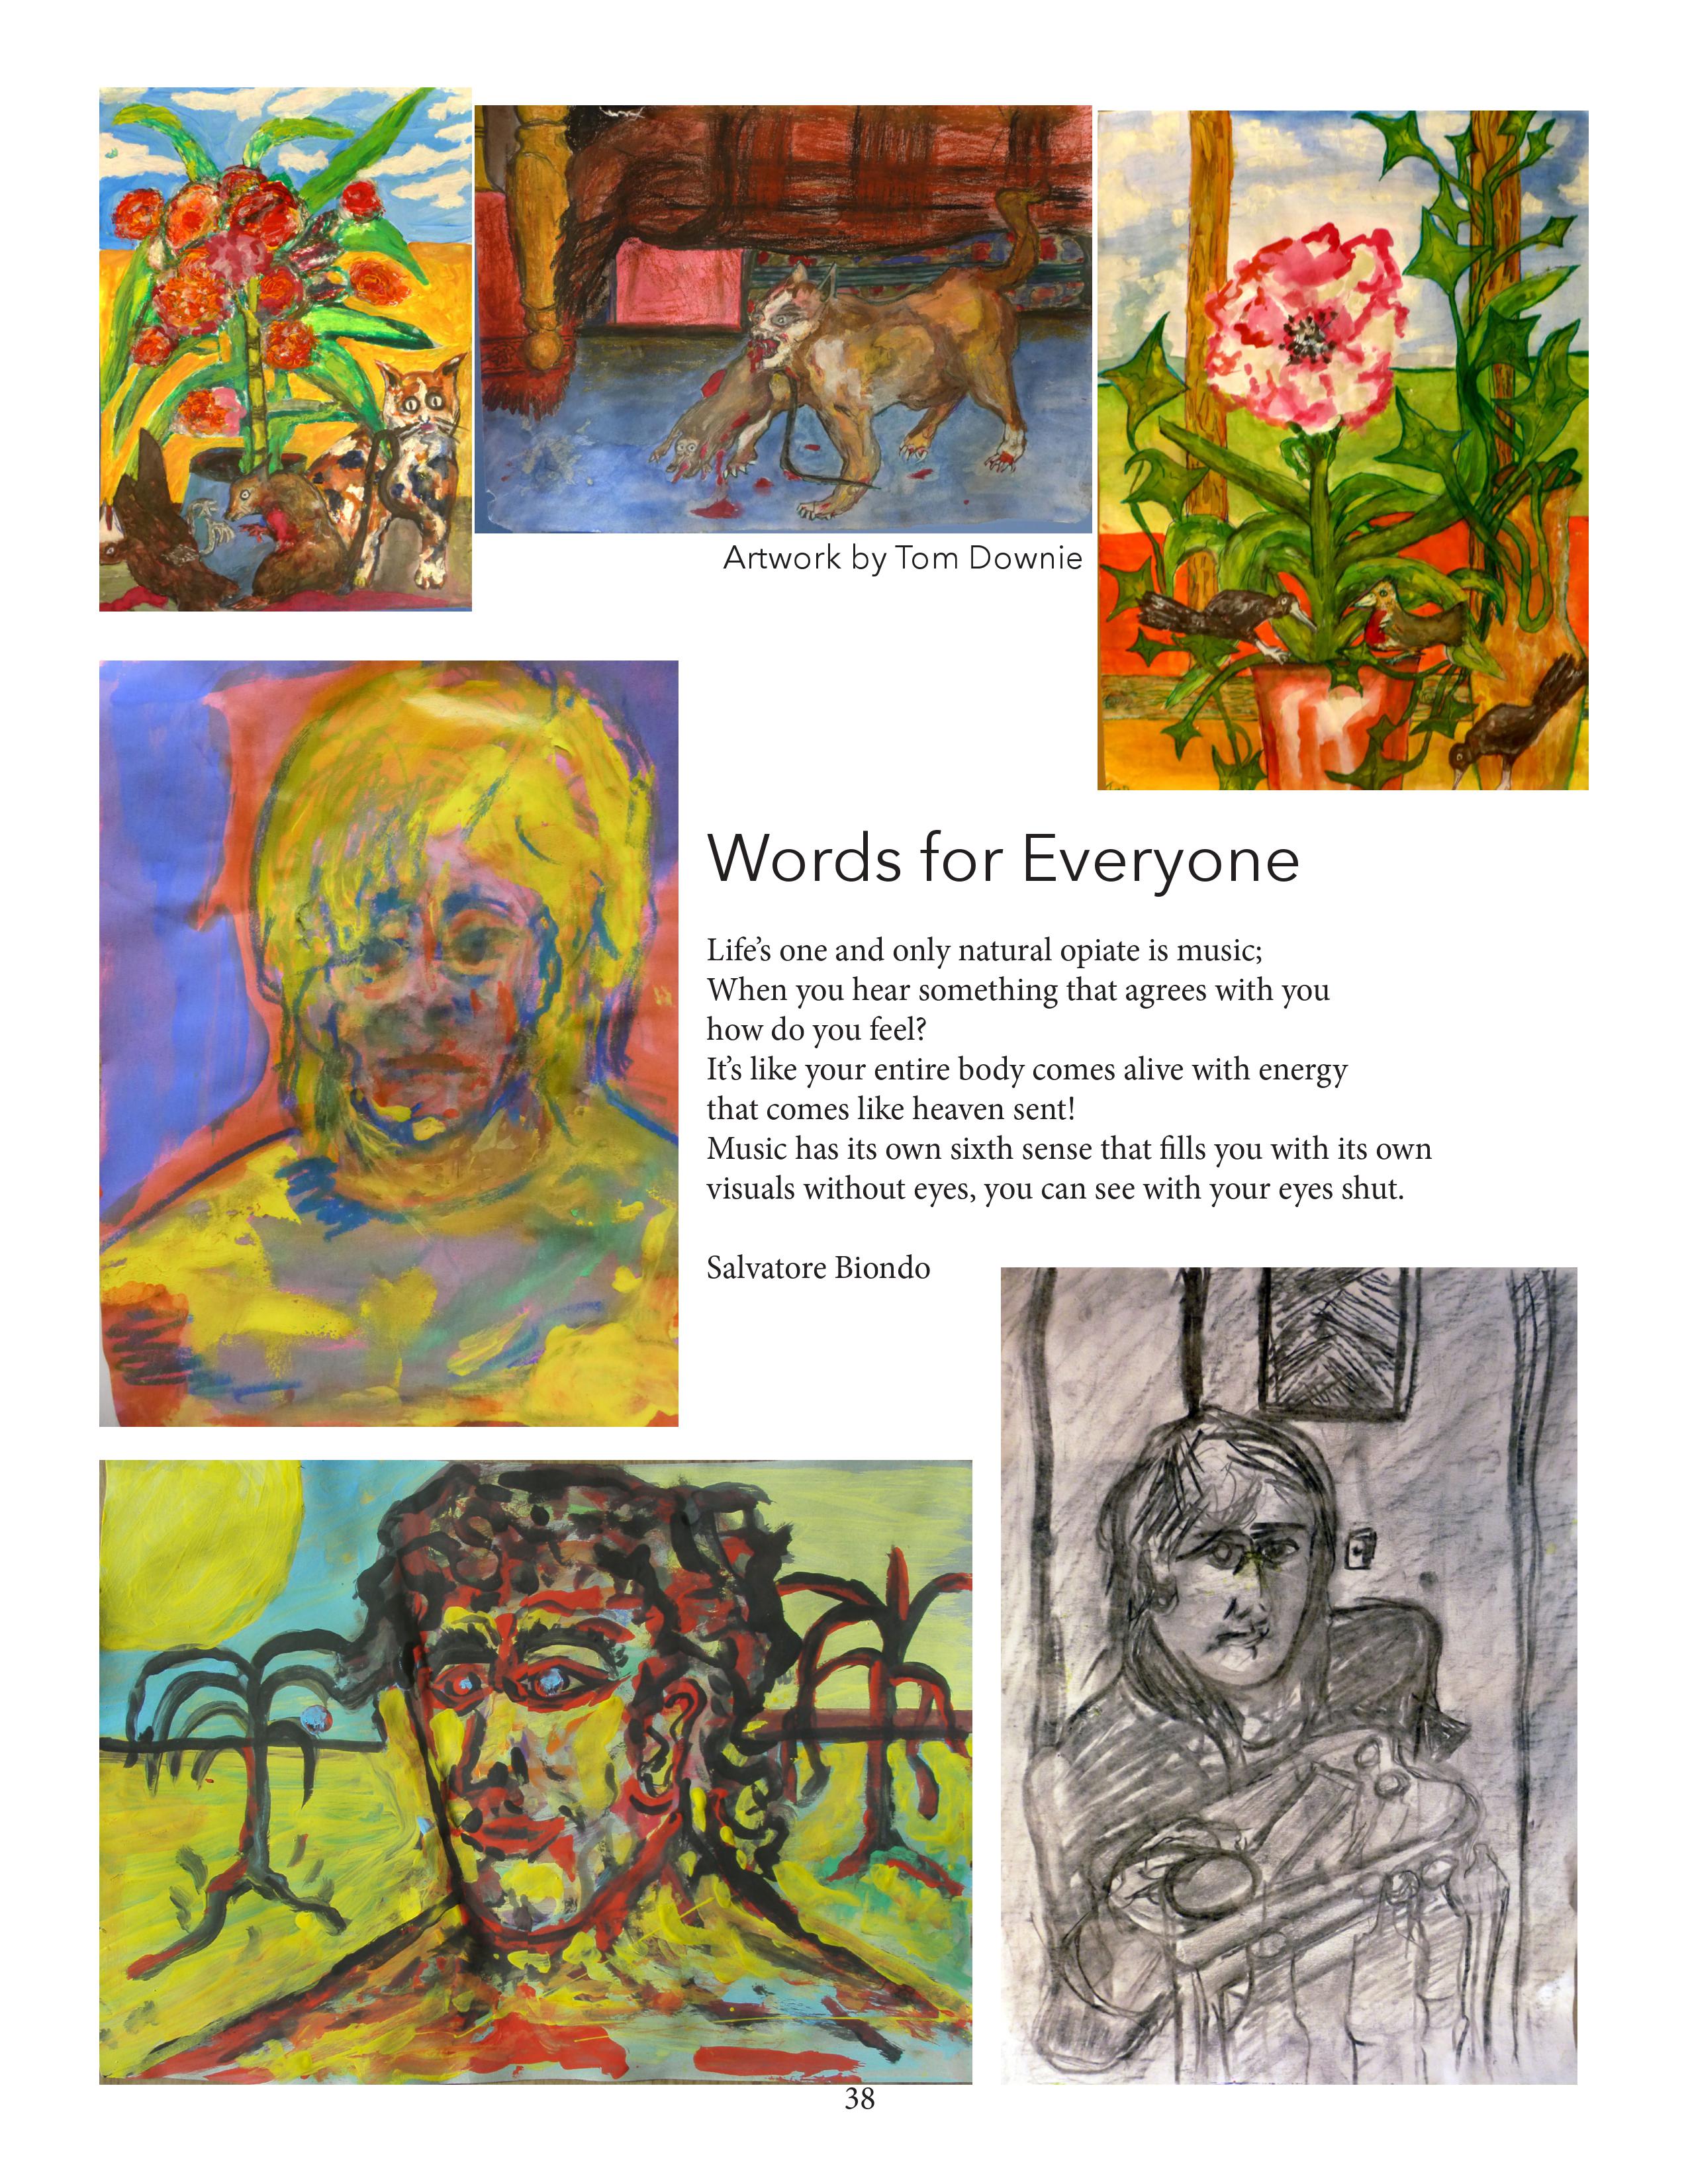 Artwork by Tom Downie
Words for Everyone
Life’s one and only natural opiate is music;
When you hear something that agrees with you
how do you feel?
It’s like your entire body comes alive with energy
that comes like heaven sent!
Music has its own sixth sense that fills you with its own
visuals without eyes, you can see with your eyes shut.
Salvatore Biondo
38